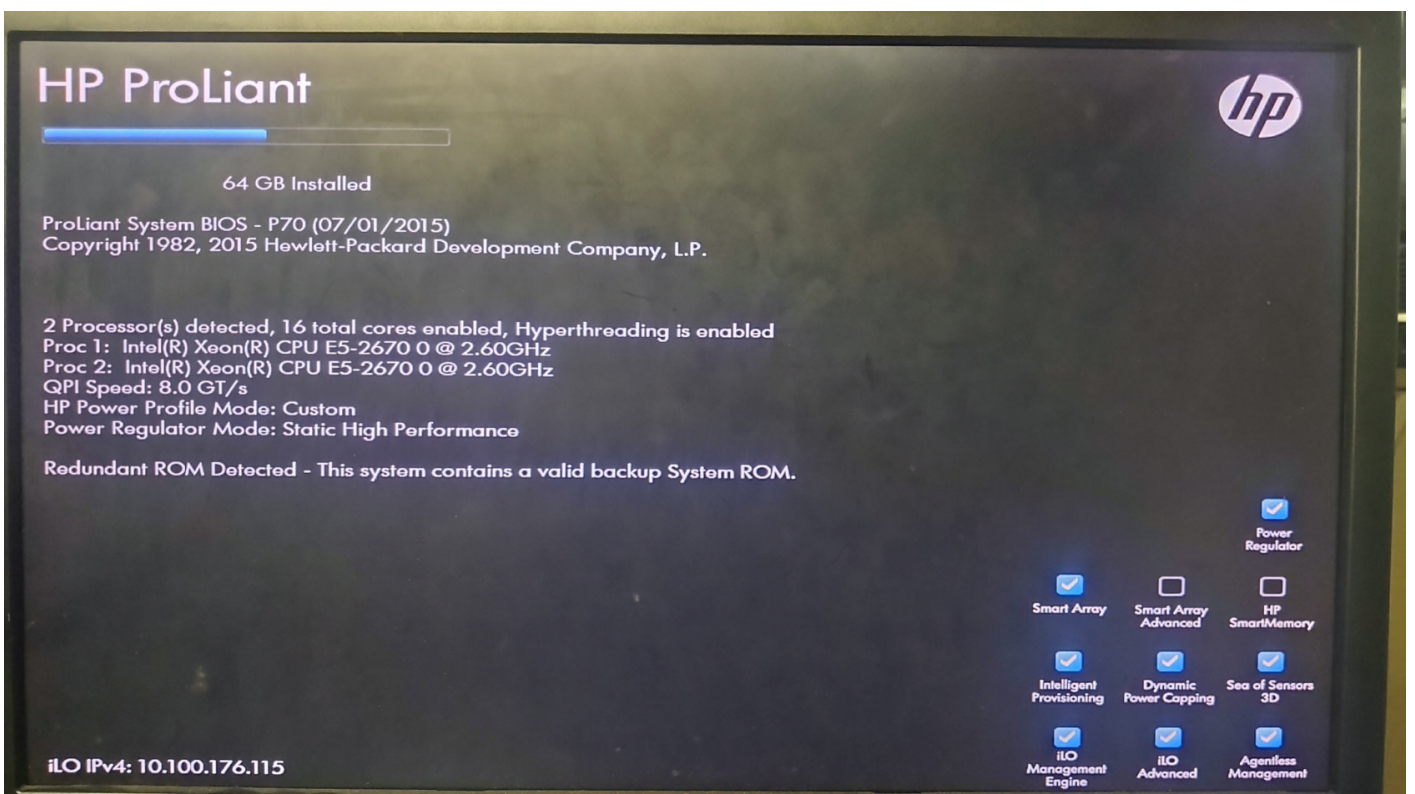 HP ProLiant
hp
64 GB Installed
ProLiant System BIOS - P70 (07/01/2015)
Copyright 1982, 2015 Hewlett-Packard Development Company, L.P.
2 Processor(s) detected, 16 total cores enabled, Hyperthreading is enabled
Proc 1: Intel(R) Xeon(R) CPU E5-2670 0 @ 2.60GHz
Proc 2: Intel(R) Xeon(R) CPU E5-2670 0 @ 2.60GHz
QPI Speed: 8.0 GT/s
HP Power Profile Mode: Custom
Power Regulator Mode: Static High Performance
Redundant ROM Detected - This system contains a valid backup System ROM.
Power
Regulator
Smart Array
Smart Array
Advanced
HP
SmartMemory
Intelligent
Provisioning
Dynamic
Power Capping
Sea of Sensors
3D
iLO
Management
Engine
iLO
Advanced
Agentless
Management
iLO IPv4: 10.100.176.115